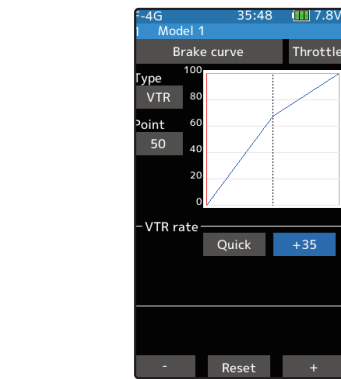 F-4G 35:48 7.8V
1 Model 1
Brake curve Throttle
Type
VTR
Point
50
100
80
60
40
20
0
VTR rate
Quick +35
- Reset +